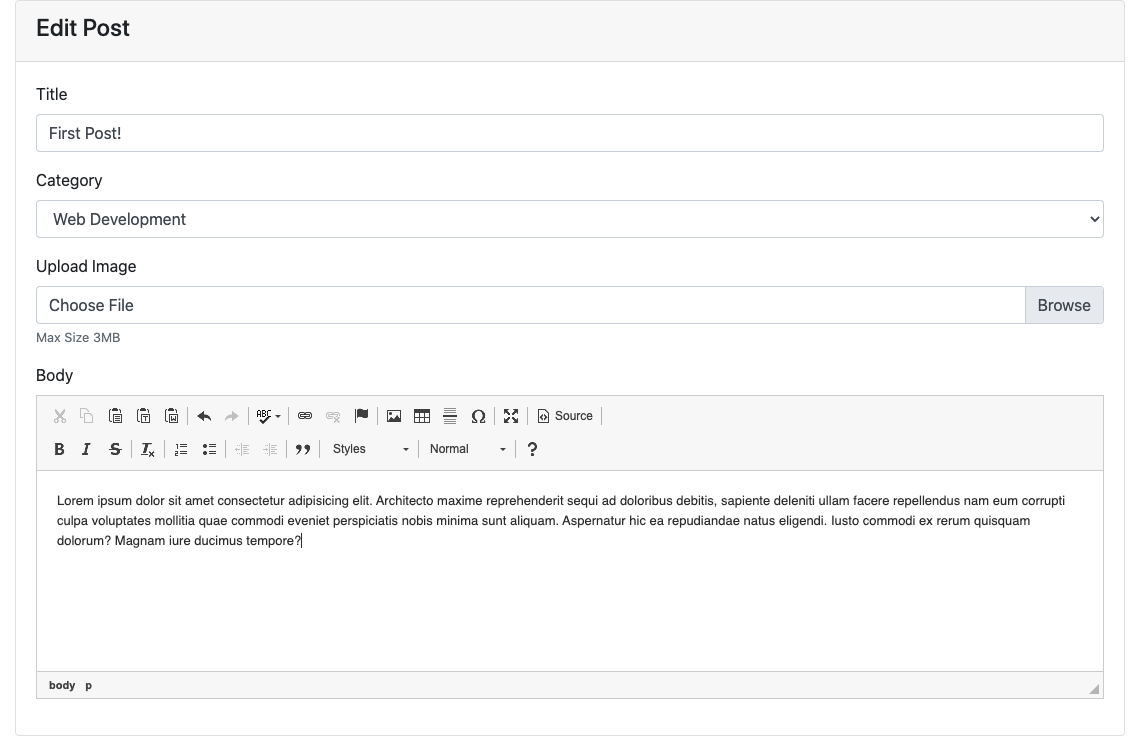 Edit Post
Title
First Post!
Category
Web Development
Upload Image
Choose File Browse
Max Size 3MB
Body
ABC Ω Source
B I S Ix Styles Normal ?
Lorem ipsum dolor sit amet consectetur adipisicing elit. Architecto maxime reprehenderit sequi ad doloribus debitis, sapiente deleniti ullam facere repellendus nam eum corrupti
culpa voluptates mollitia quae commodi eveniet perspiciatis nobis minima sunt aliquam. Aspernatur hic ea repudiandae natus eligendi. Iusto commodi ex rerum quisquam
dolorum? Magnam iure ducimus tempore?
body p